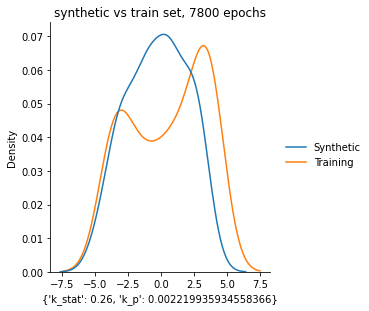 synthetic vs train set, 7800 epochs
0.07
0.06
0.05
0.04
0.03
0.02
0.01
0.00
Density
−7.5 −5.0 −2.5 0.0 2.5 5.0 7.5
{'k_stat': 0.26, 'k_p': 0.002219935934558366}
Synthetic
Training